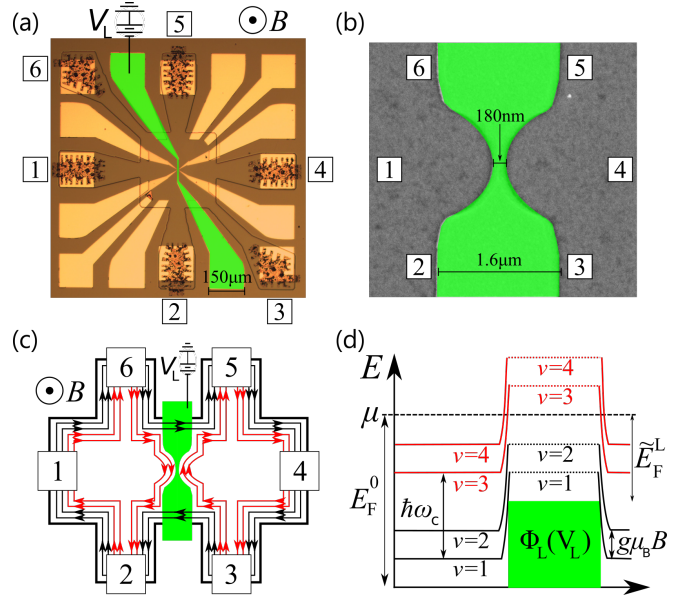 (a)
V_L
5
⊙ B
6
1
4
150μm
2
3
(b)
6
5
180nm
1
4
2
1.6μm
3
(c)
⊙ B
6
V_L
5
1
4
2
3
(d)
E
ν=4
ν=3
μ
ν=4
ν=2
Ẽ_F^L
ν=3
ν=1
E_F^0
ħω_c
ν=2
Φ_L(V_L)
gμ_B B
ν=1